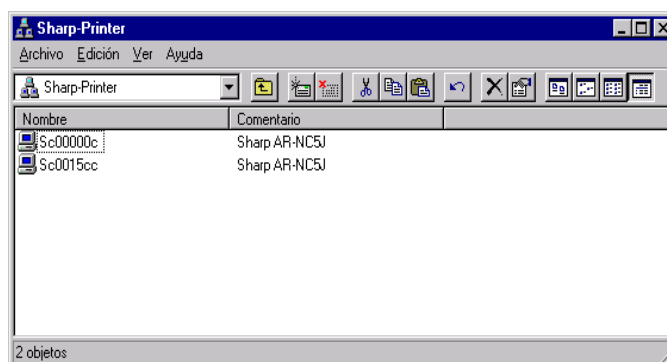 Sharp-Printer
Archivo Edición Ver Ayuda
Sharp-Printer
Nombre Comentario
Sc00000c Sharp AR-NC5J
Sc0015cc Sharp AR-NC5J
2 objetos